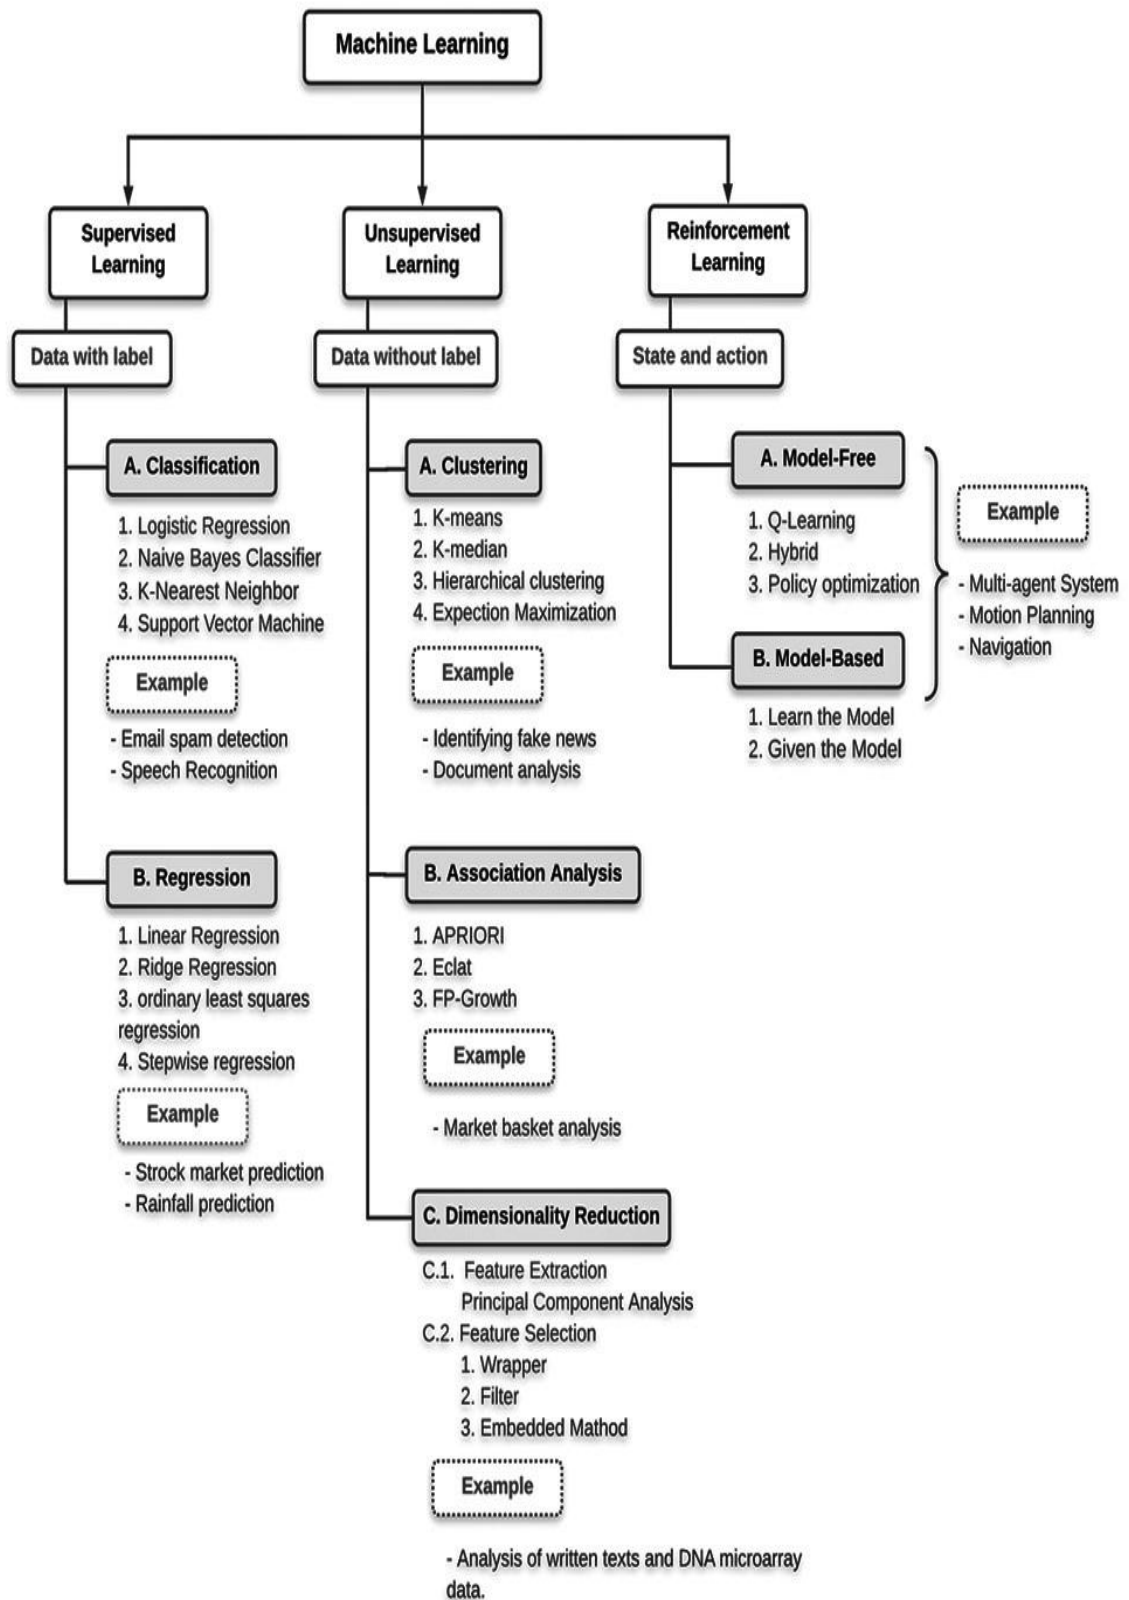 Machine Learning
Supervised
Learning
Data with label
A. Classification
1. Logistic Regression
2. Naive Bayes Classifier
3. K-Nearest Neighbor
4. Support Vector Machine
Example
- Email spam detection
- Speech Recognition
B. Regression
1. Linear Regression
2. Ridge Regression
3. ordinary least squares
regression
4. Stepwise regression
Example
- Strock market prediction
- Rainfall prediction
Unsupervised
Learning
Data without label
A. Clustering
1. K-means
2. K-median
3. Hierarchical clustering
4. Expection Maximization
Example
- Identifying fake news
- Document analysis
B. Association Analysis
1. APRIORI
2. Eclat
3. FP-Growth
Example
- Market basket analysis
C. Dimensionality Reduction
C.1. Feature Extraction
Principal Component Analysis
C.2. Feature Selection
1. Wrapper
2. Filter
3. Embedded Mathod
Example
- Analysis of written texts and DNA microarray
data.
Reinforcement
Learning
State and action
A. Model-Free
1. Q-Learning
2. Hybrid
3. Policy optimization
B. Model-Based
1. Learn the Model
2. Given the Model
Example
- Multi-agent System
- Motion Planning
- Navigation